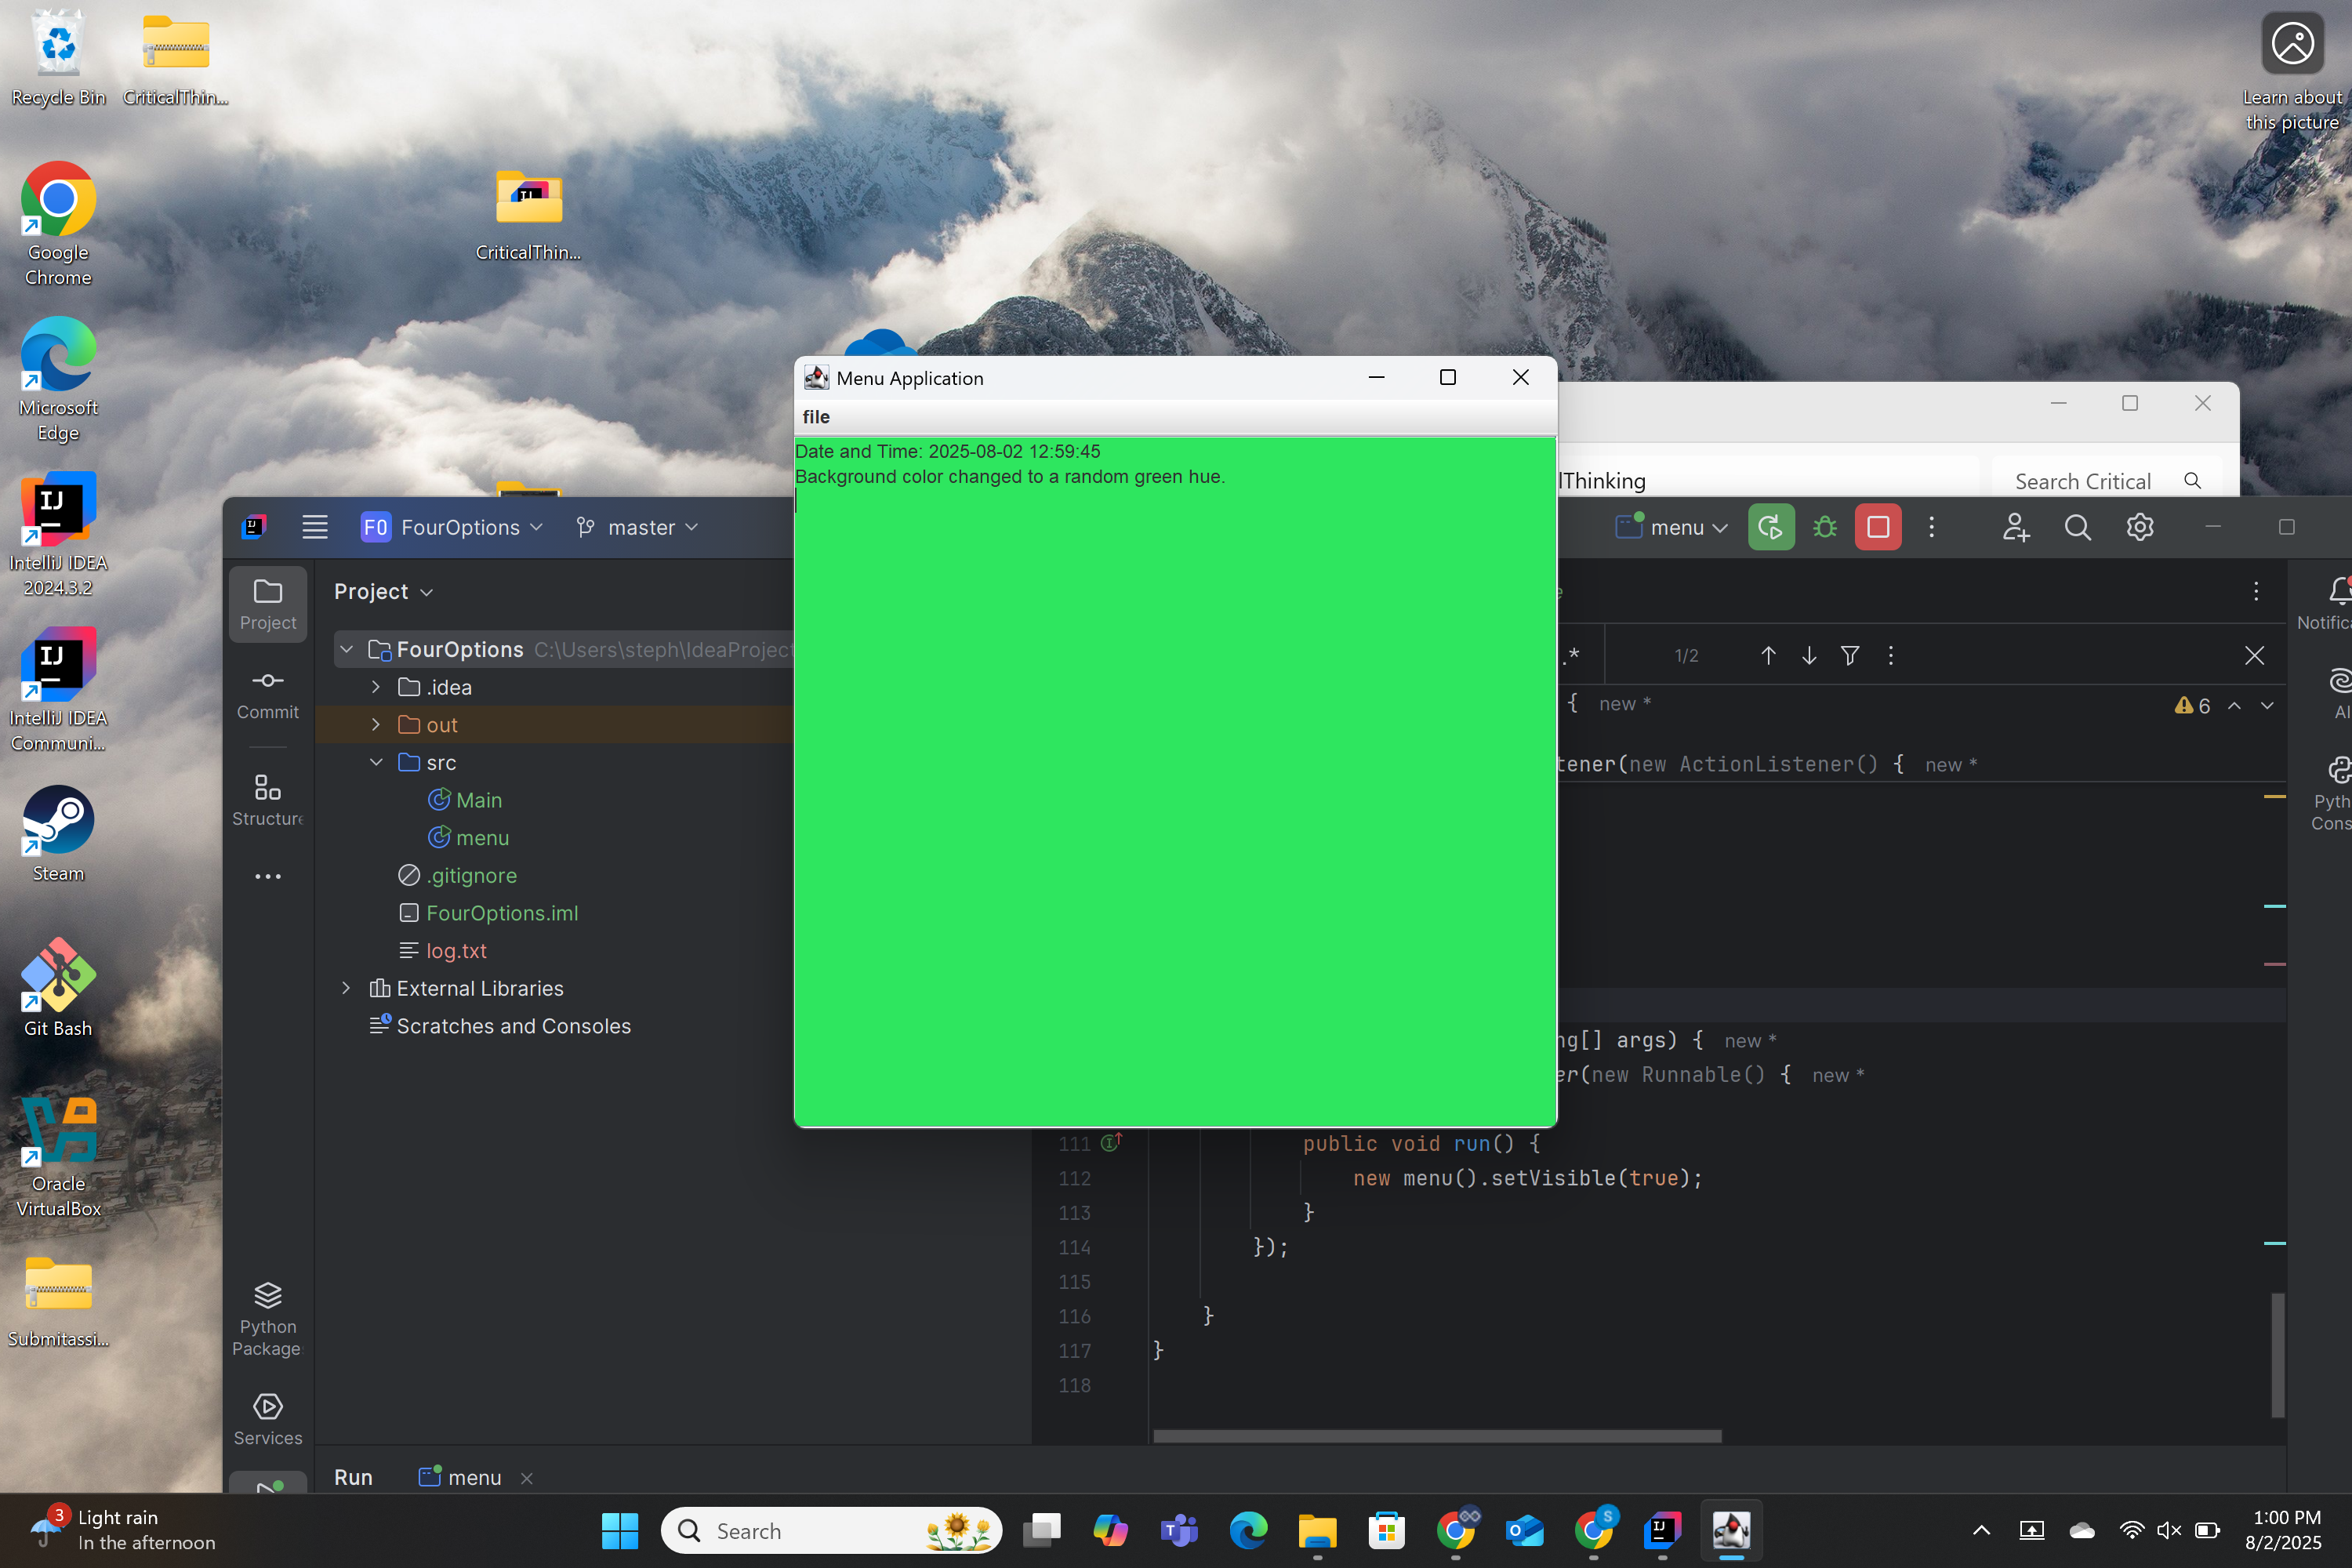 Recycle Bin
CriticalThin...
Learn about
this picture
Google
Chrome
CriticalThin...
Microsoft
Edge
IntelliJ IDEA
2024.3.2
IntelliJ IDEA
Communi...
Steam
Git Bash
Oracle
VirtualBox
Submitassi...
Menu Application
file
Date and Time: 2025-08-02 12:59:45
Background color changed to a random green hue.
lThinking
Search Critical
FO FourOptions
master
menu
Project
Commit
Structure
Python
Package
Services
Project
FourOptions C:\Users\steph\IdeaProject
.idea
out
src
Main
menu
.gitignore
FourOptions.iml
log.txt
External Libraries
Scratches and Consoles
.* 1/2
{ new *
6
tener(new ActionListener() { new *
ng[] args) { new *
er(new Runnable() { new *
111 public void run() {
112 new menu().setVisible(true);
113 }
114 });
115
116 }
117 }
118
Notific
AI
Pyth
Cons
Run menu
3
Light rain
In the afternoon
Search
1:00 PM
8/2/2025